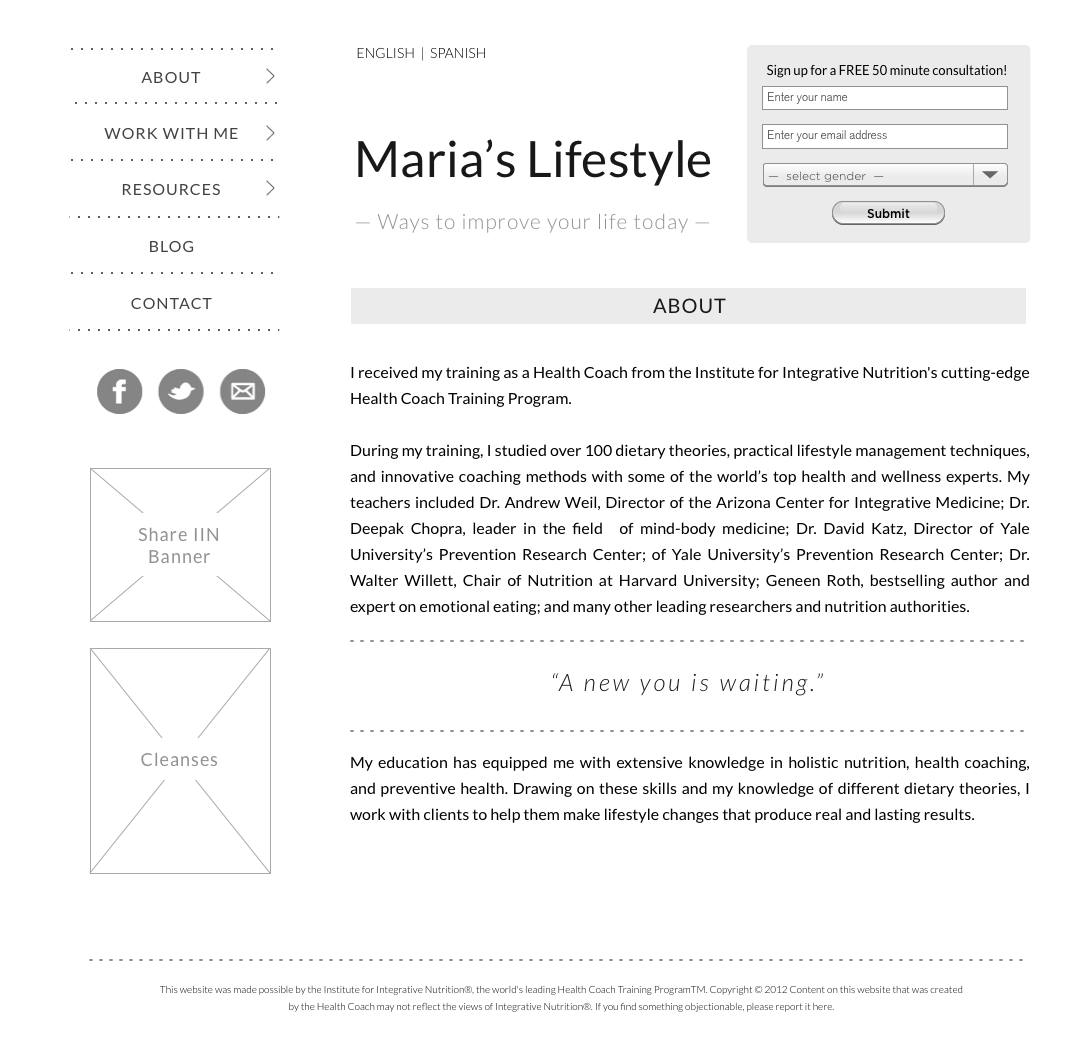 ABOUT
WORK WITH ME
RESOURCES
BLOG
CONTACT
Share IIN
Banner
Cleanses
ENGLISH | SPANISH
Maria’s Lifestyle
— Ways to improve your life today —
Sign up for a FREE 50 minute consultation!
Enter your name
Enter your email address
— select gender —
Submit
ABOUT
I received my training as a Health Coach from the Institute for Integrative Nutrition's cutting-edge
Health Coach Training Program.
During my training, I studied over 100 dietary theories, practical lifestyle management techniques,
and innovative coaching methods with some of the world’s top health and wellness experts. My
teachers included Dr. Andrew Weil, Director of the Arizona Center for Integrative Medicine; Dr.
Deepak Chopra, leader in the field of mind-body medicine; Dr. David Katz, Director of Yale
University’s Prevention Research Center; of Yale University’s Prevention Research Center; Dr.
Walter Willett, Chair of Nutrition at Harvard University; Geneen Roth, bestselling author and
expert on emotional eating; and many other leading researchers and nutrition authorities.
“A new you is waiting.”
My education has equipped me with extensive knowledge in holistic nutrition, health coaching,
and preventive health. Drawing on these skills and my knowledge of different dietary theories, I
work with clients to help them make lifestyle changes that produce real and lasting results.
This website was made possible by the Institute for Integrative Nutrition®, the world's leading Health Coach Training ProgramTM. Copyright © 2012 Content on this website that was created
by the Health Coach may not reflect the views of Integrative Nutrition®. If you find something objectionable, please report it here.